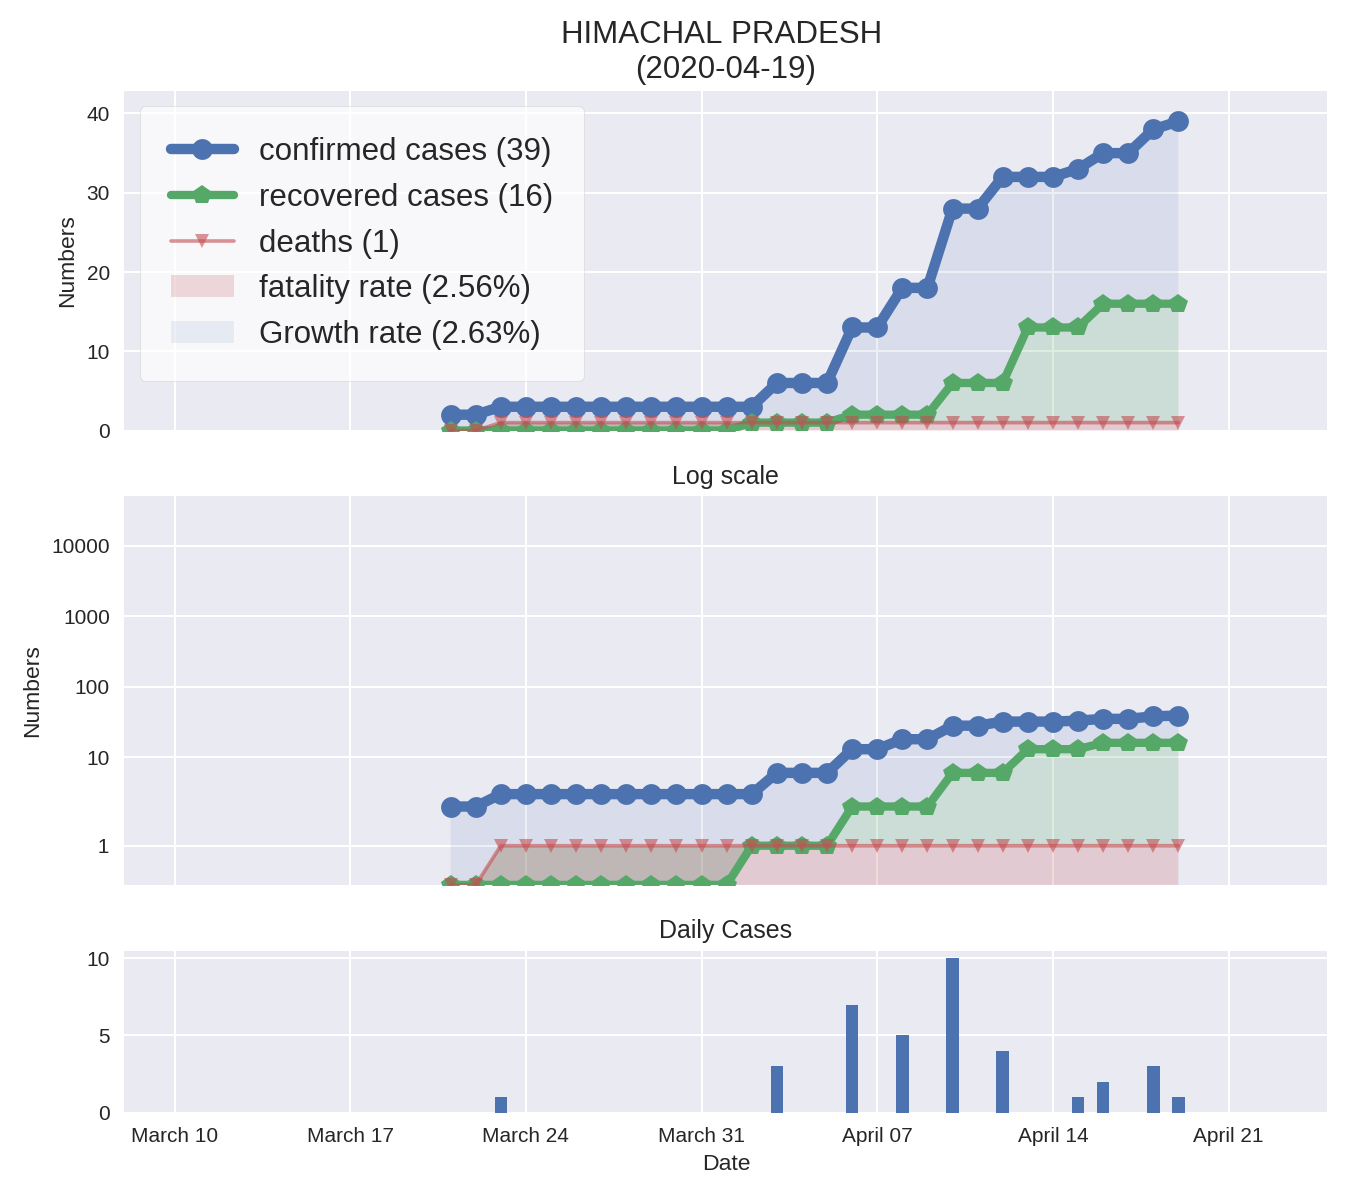 HIMACHAL PRADESH
(2020-04-19)
40
30
20
10
0
Numbers
confirmed cases (39)
recovered cases (16)
deaths (1)
fatality rate (2.56%)
Growth rate (2.63%)
Log scale
10000
1000
100
10
1
Numbers
Daily Cases
10
5
0
March 10 March 17 March 24 March 31 April 07 April 14 April 21
Date